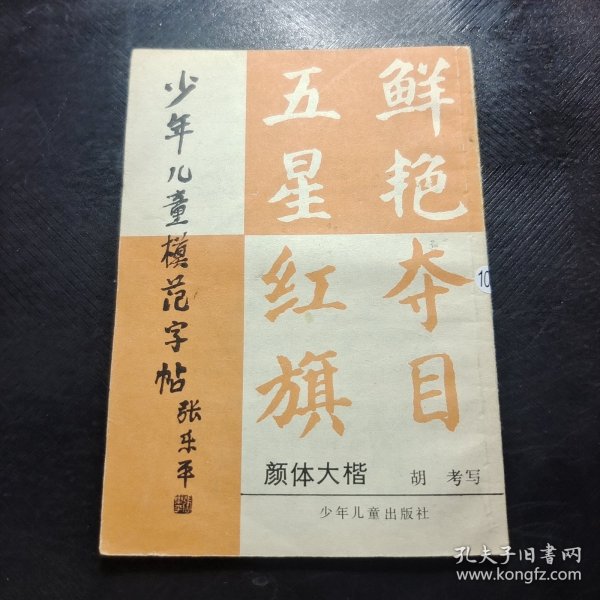 少年儿童模范字帖
张乐平
鲜艳夺目
五星红旗
颜体大楷 胡 考写
少年儿童出版社
10
孔夫子旧书网
www.kongfz.com